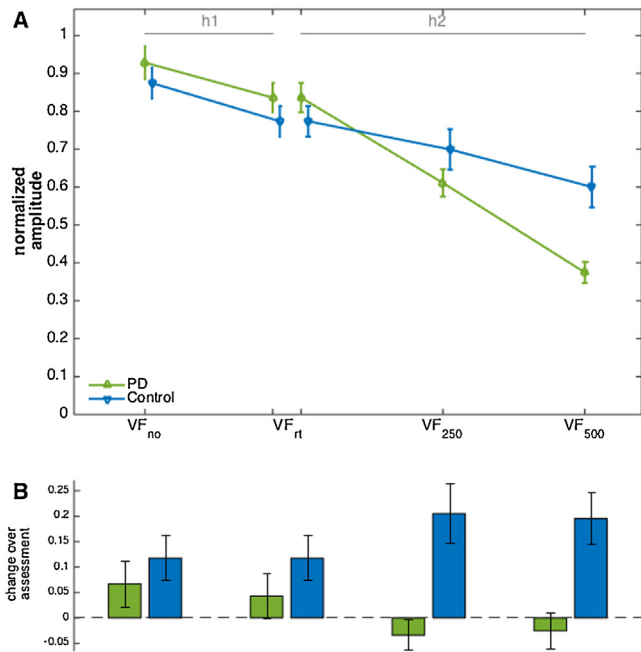 A
h1 h2
1
0.9
0.8
0.7
0.6
0.5
0.4
0.3
0.2
0.1
0
normalized
amplitude
PD
Control
VFno VFrt VF250 VF500
B
0.25
0.2
0.15
0.1
0.05
0
-0.05
change over
assessment